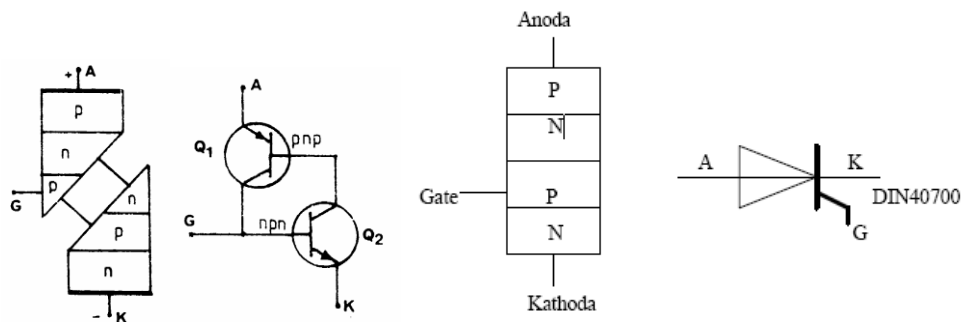 + A
p
n
p
G
n
p
n
- K
A
Q1
pnp
G
npn
Q2
K
Anoda
P
N
Gate
P
N
Kathoda
A
K
DIN40700
G